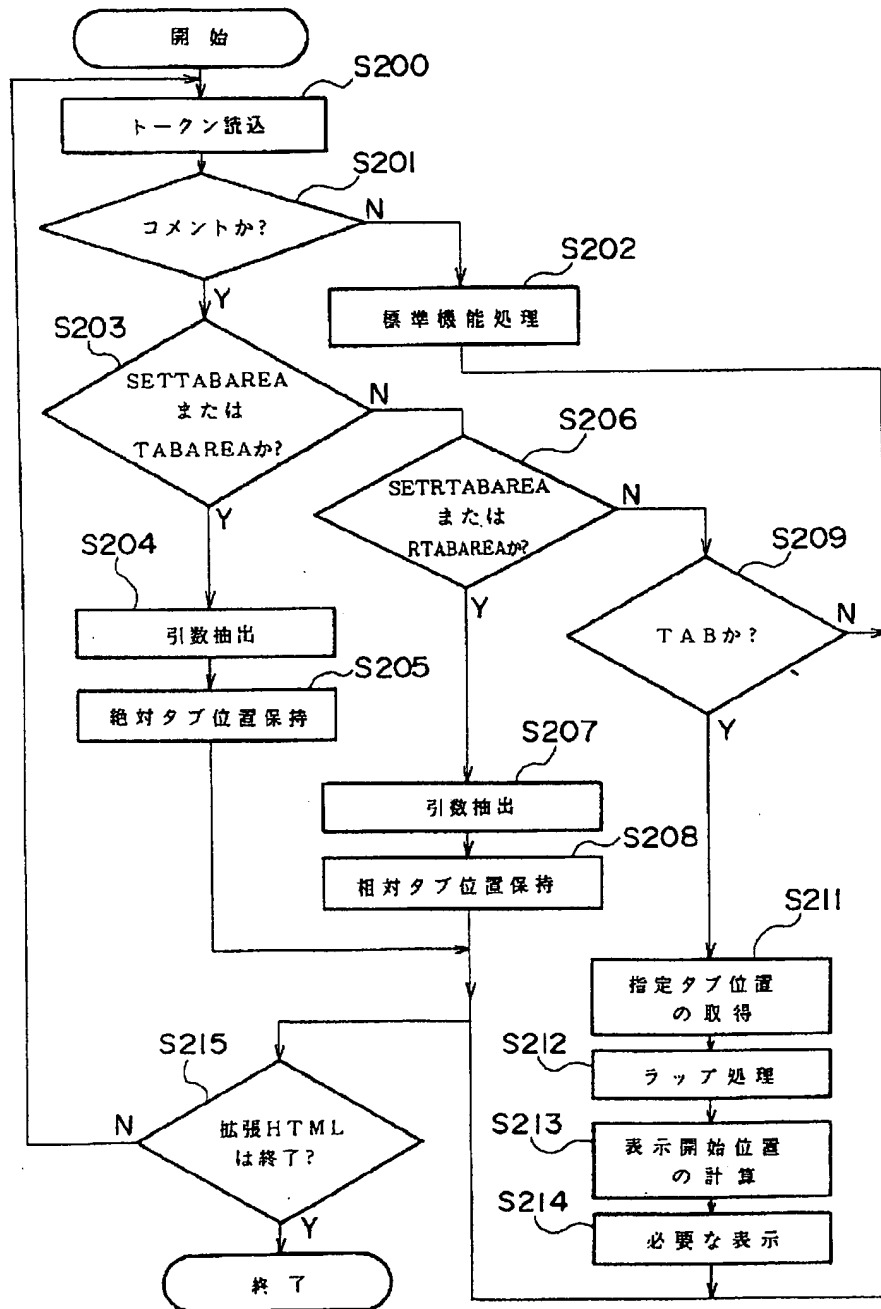 開始
S200
トークン読込
S201
コメントか?
N
Y
S202
標準機能処理
S203
SETTABAREA
または
TABAREAか?
N
Y
S206
SETRTABAREA
または
RTABAREAか?
N
Y
S209
TABか?
N
Y
S204
引数抽出
S205
絶対タブ位置保持
S207
引数抽出
S208
相対タブ位置保持
S211
指定タブ位置
の取得
S212
ラップ処理
S213
表示開始位置
の計算
S214
必要な表示
S215
拡張HTML
は終了?
N
Y
終了